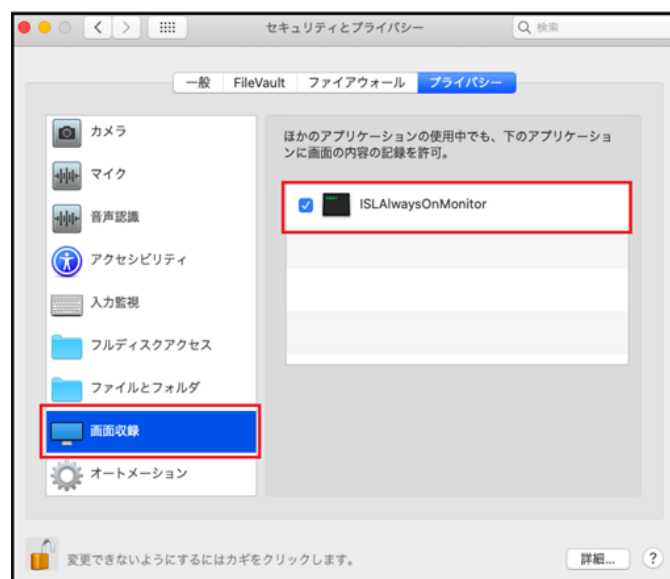 セキュリティとプライバシー
検索
一般
FileVault
ファイアウォール
プライバシー
カメラ
マイク
音声認識
アクセシビリティ
入力監視
フルディスクアクセス
ファイルとフォルダ
画面収録
オートメーション
ほかのアプリケーションの使用中でも、下のアプリケーショ
ンに画面の内容の記録を許可。
ISLAlwaysOnMonitor
変更できないようにするにはカギをクリックします。
詳細...
?